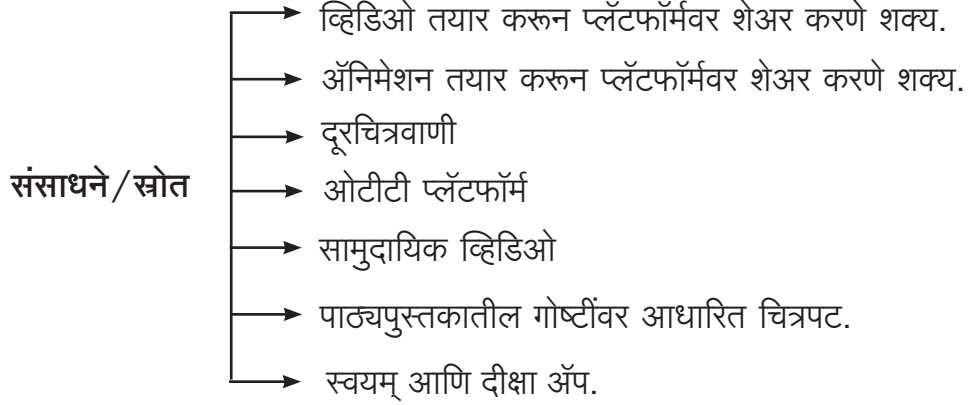 व्हिडिओ तयार करून प्लॅटफॉर्मवर शेअर करणे शक्य.
ॲनिमेशन तयार करून प्लॅटफॉर्मवर शेअर करणे शक्य.
दूरचित्रवाणी
संसाधने/स्रोत
ओटीटी प्लॅटफॉर्म
सामुदायिक व्हिडिओ
पाठ्यपुस्तकातील गोष्टींवर आधारित चित्रपट.
स्वयम् आणि दीक्षा ॲप.